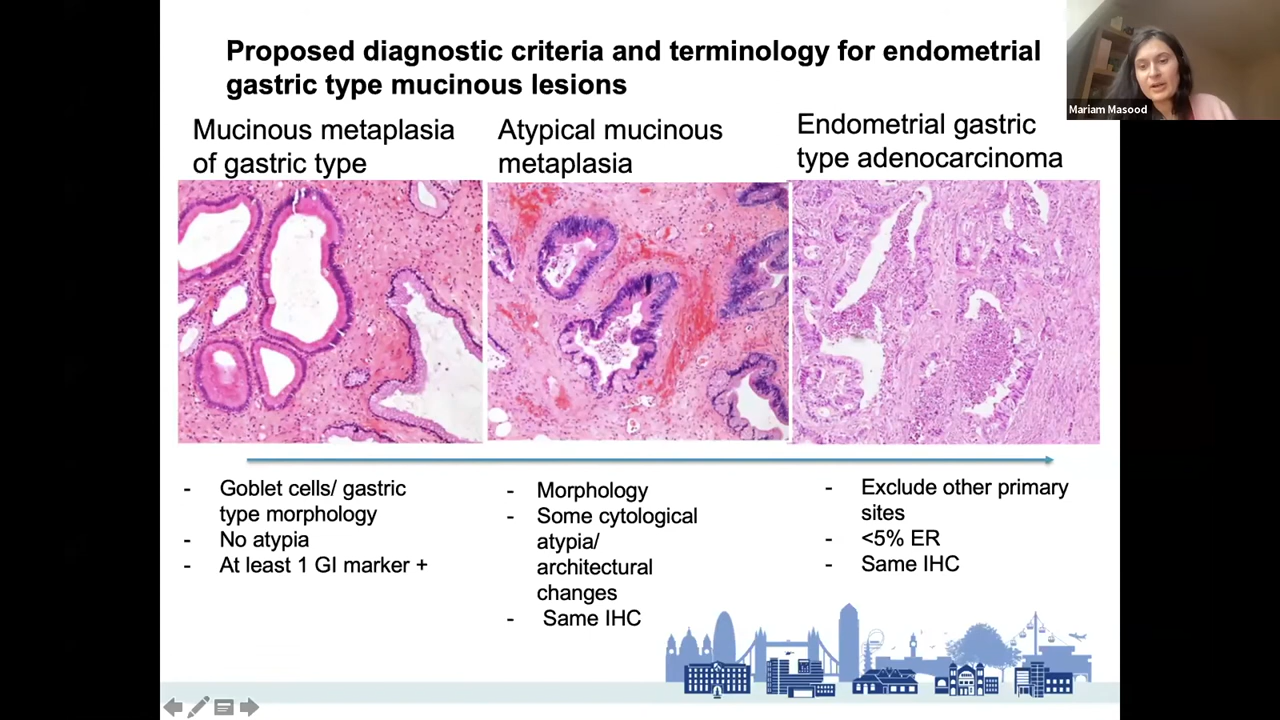 Proposed diagnostic criteria and terminology for endometrial
gastric type mucinous lesions
Mariam Masood
Mucinous metaplasia
of gastric type
Atypical mucinous
metaplasia
Endometrial gastric
type adenocarcinoma
- Goblet cells/ gastric
type morphology
- No atypia
- At least 1 GI marker +
- Morphology
- Some cytological
atypia/
architectural
changes
- Same IHC
- Exclude other primary
sites
- <5% ER
- Same IHC